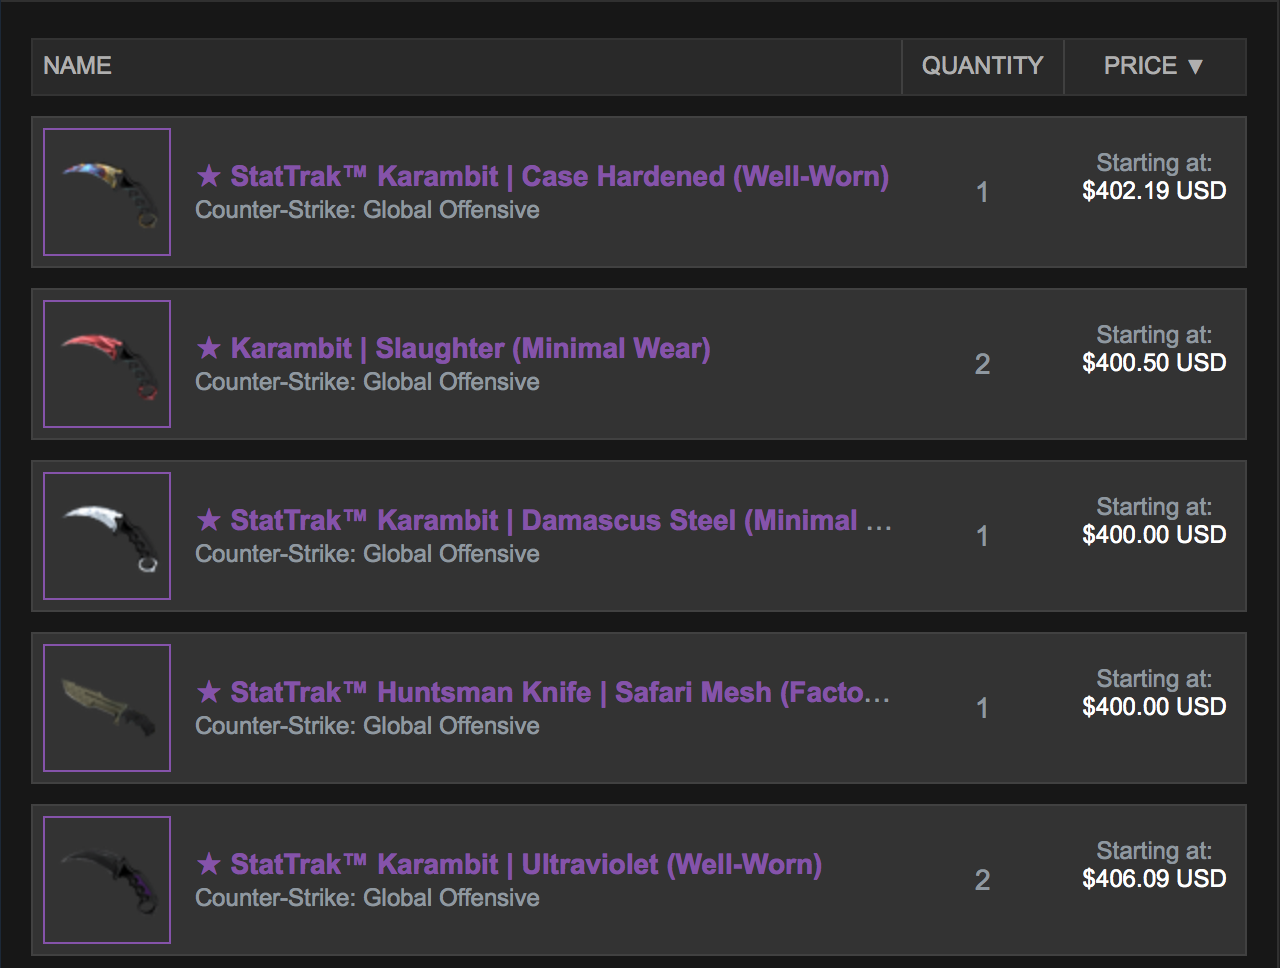 NAME QUANTITY PRICE ▼
★ StatTrak™ Karambit | Case Hardened (Well-Worn)
Counter-Strike: Global Offensive
1
Starting at:
$402.19 USD
★ Karambit | Slaughter (Minimal Wear)
Counter-Strike: Global Offensive
2
Starting at:
$400.50 USD
★ StatTrak™ Karambit | Damascus Steel (Minimal ...
Counter-Strike: Global Offensive
1
Starting at:
$400.00 USD
★ StatTrak™ Huntsman Knife | Safari Mesh (Facto...
Counter-Strike: Global Offensive
1
Starting at:
$400.00 USD
★ StatTrak™ Karambit | Ultraviolet (Well-Worn)
Counter-Strike: Global Offensive
2
Starting at:
$406.09 USD